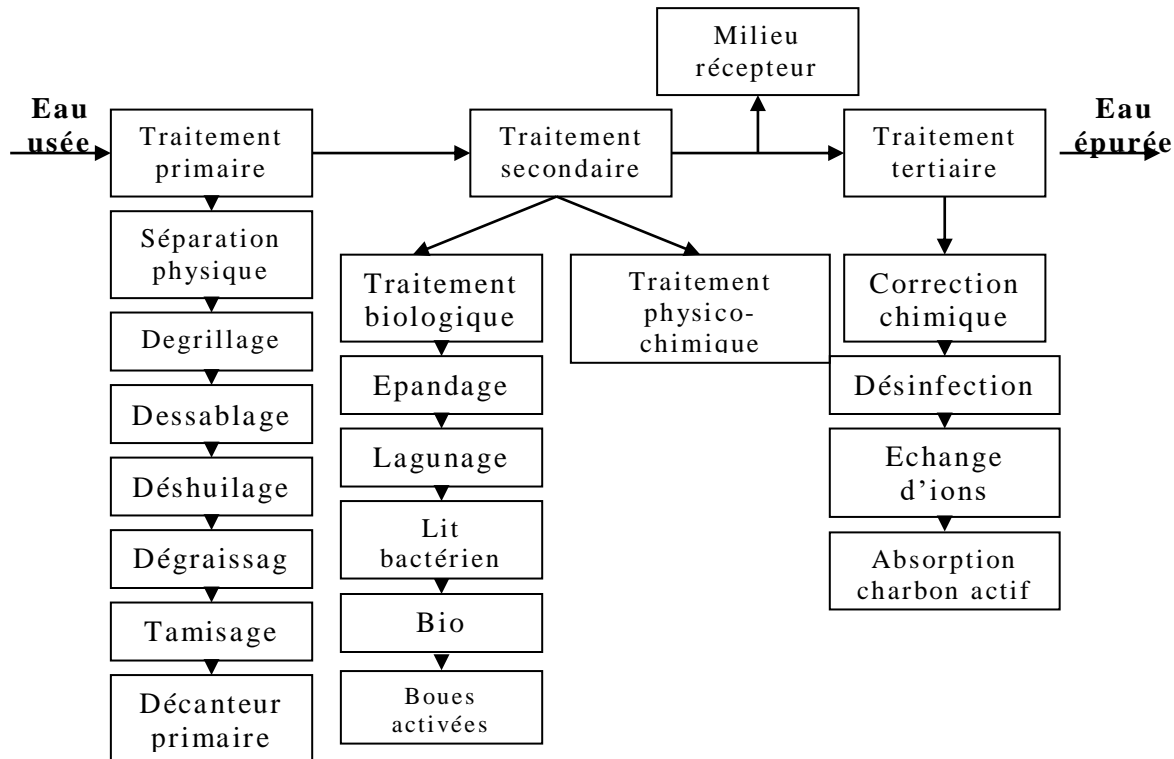 Milieu
récepteur
Eau
usée
Traitement
primaire
Traitement
secondaire
Traitement
tertiaire
Eau
épurée
Séparation
physique
Degrillage
Dessablage
Déshuilage
Dégraissag
Tamisage
Décanteur
primaire
Traitement
biologique
Epandage
Lagunage
Lit
bactérien
Bio
Boues
activées
Traitement
physico-
chimique
Correction
chimique
Désinfection
Echange
d’ions
Absorption
charbon actif